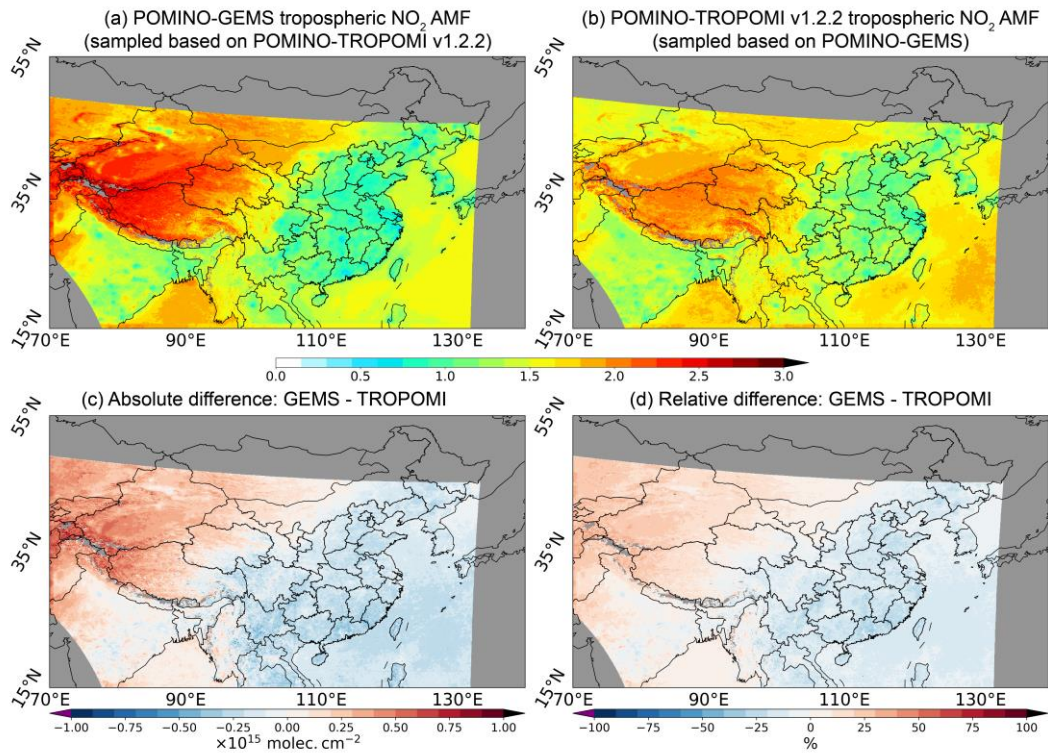 (a) POMINO-GEMS tropospheric NO₂ AMF
(sampled based on POMINO-TROPOMI v1.2.2)
(b) POMINO-TROPOMI v1.2.2 tropospheric NO₂ AMF
(sampled based on POMINO-GEMS)
55°N
35°N
15°N
70°E 90°E 110°E 130°E
55°N
35°N
15°N
70°E 90°E 110°E 130°E
0.0 0.5 1.0 1.5 2.0 2.5 3.0
(c) Absolute difference: GEMS - TROPOMI
(d) Relative difference: GEMS - TROPOMI
55°N
35°N
15°N
70°E 90°E 110°E 130°E
55°N
35°N
15°N
70°E 90°E 110°E 130°E
−1.00 −0.75 −0.50 −0.25 0.00 0.25 0.50 0.75 1.00
×10¹⁵ molec. cm⁻²
−100 −75 −50 −25 0 25 50 75 100
%